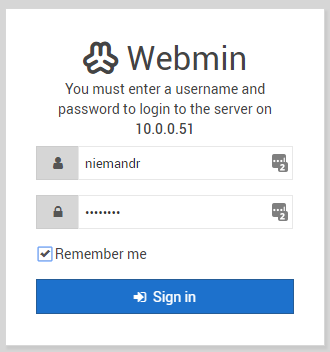 Webmin
You must enter a username and
password to login to the server on
10.0.0.51
niemandr
••••••••
Remember me
Sign in